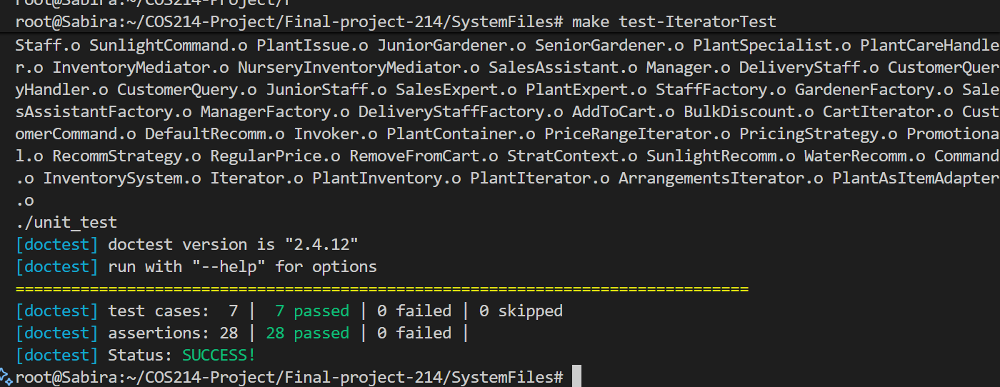 root@Sabira:~/COS214-Project/Final-project-214/SystemFiles# make test-IteratorTest
Staff.o SunlightCommand.o PlantIssue.o JuniorGardener.o SeniorGardener.o PlantSpecialist.o PlantCareHandle
r.o InventoryMediator.o NurseryInventoryMediator.o SalesAssistant.o Manager.o DeliveryStaff.o CustomerQuer
yHandler.o CustomerQuery.o JuniorStaff.o SalesExpert.o PlantExpert.o StaffFactory.o GardenerFactory.o Sale
sAssistantFactory.o ManagerFactory.o DeliveryStaffFactory.o AddToCart.o BulkDiscount.o CartIterator.o Cust
omerCommand.o DefaultRecomm.o Invoker.o PlantContainer.o PriceRangeIterator.o PricingStrategy.o Promotiona
l.o RecommStrategy.o RegularPrice.o RemoveFromCart.o StratContext.o SunlightRecomm.o WaterRecomm.o Command
.o InventorySystem.o Iterator.o PlantInventory.o PlantIterator.o ArrangementsIterator.o PlantAsItemAdapter
.o
./unit_test
[doctest] doctest version is "2.4.12"
[doctest] run with "--help" for options
===============================================================================
[doctest] test cases:  7 |  7 passed | 0 failed | 0 skipped
[doctest] assertions: 28 | 28 passed | 0 failed |
[doctest] Status: SUCCESS!
root@Sabira:~/COS214-Project/Final-project-214/SystemFiles#